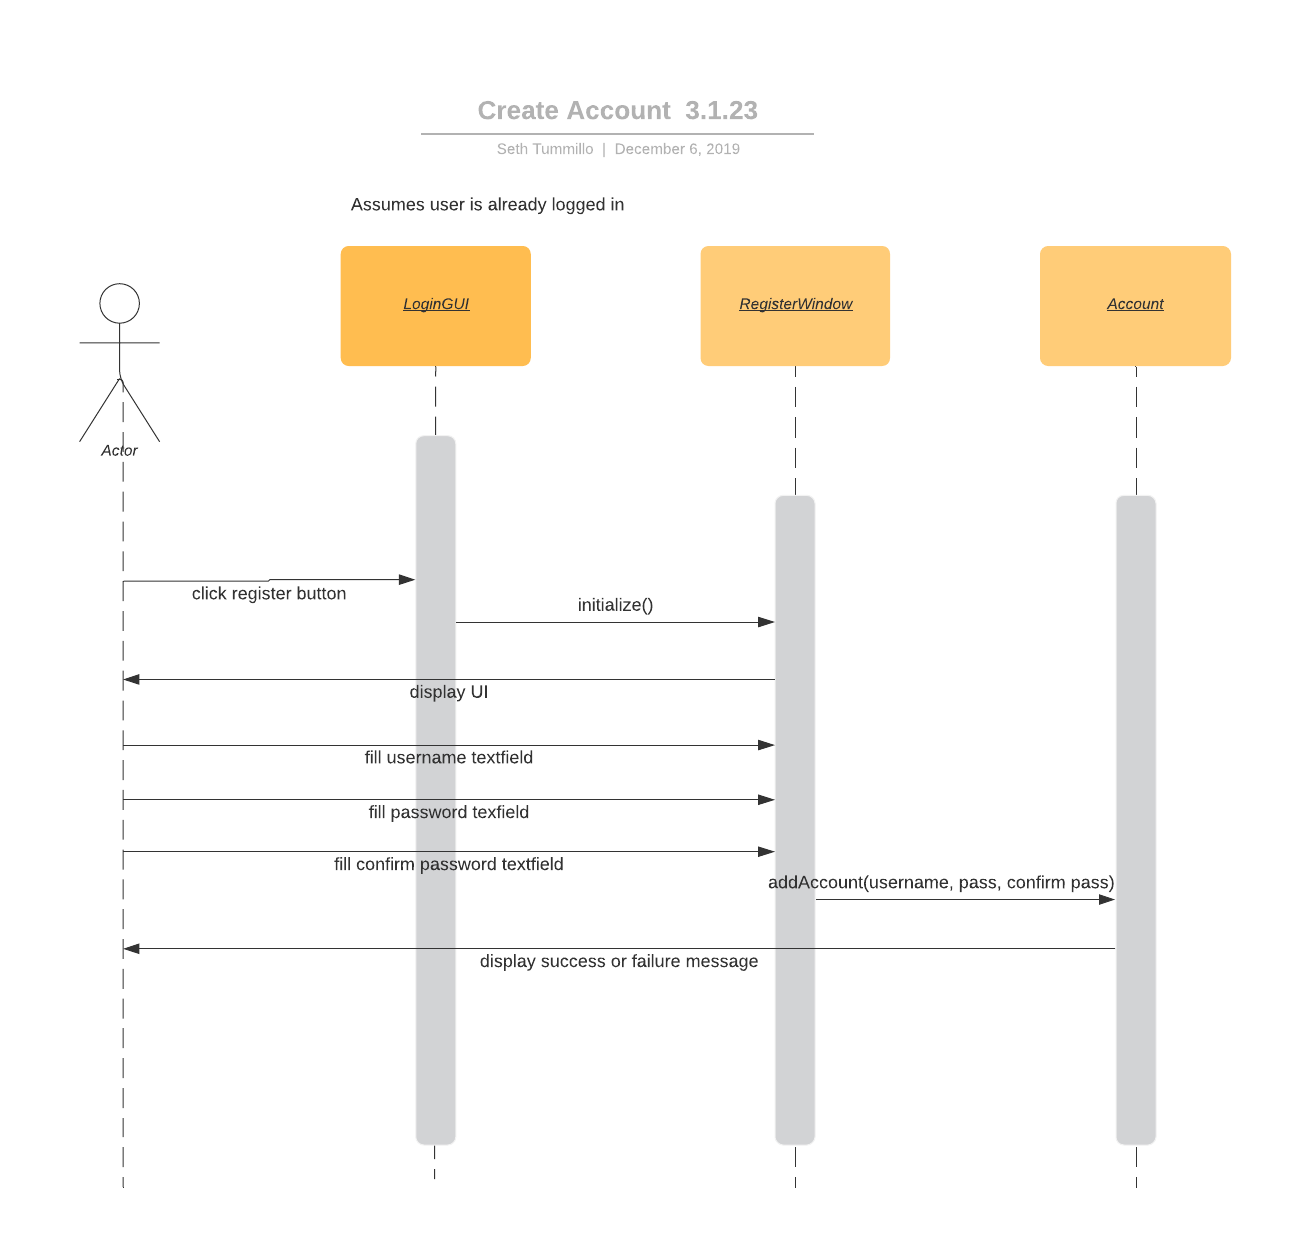 Create Account  3.1.23
Seth Tummillo  |  December 6, 2019
Assumes user is already logged in
LoginGUI
RegisterWindow
Account
Actor
click register button
initialize()
display UI
fill username textfield
fill password texfield
fill confirm password textfield
addAccount(username, pass, confirm pass)
display success or failure message